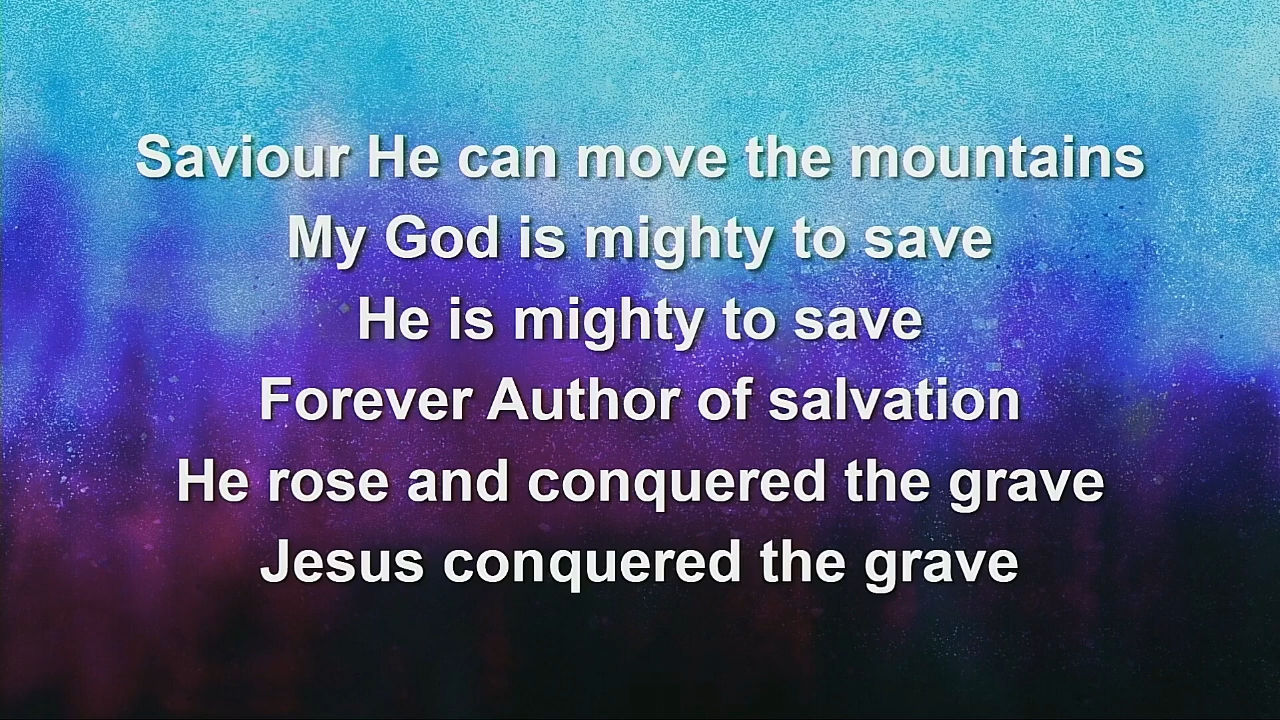 Saviour He can move the mountains
My God is mighty to save
He is mighty to save
Forever Author of salvation
He rose and conquered the grave
Jesus conquered the grave